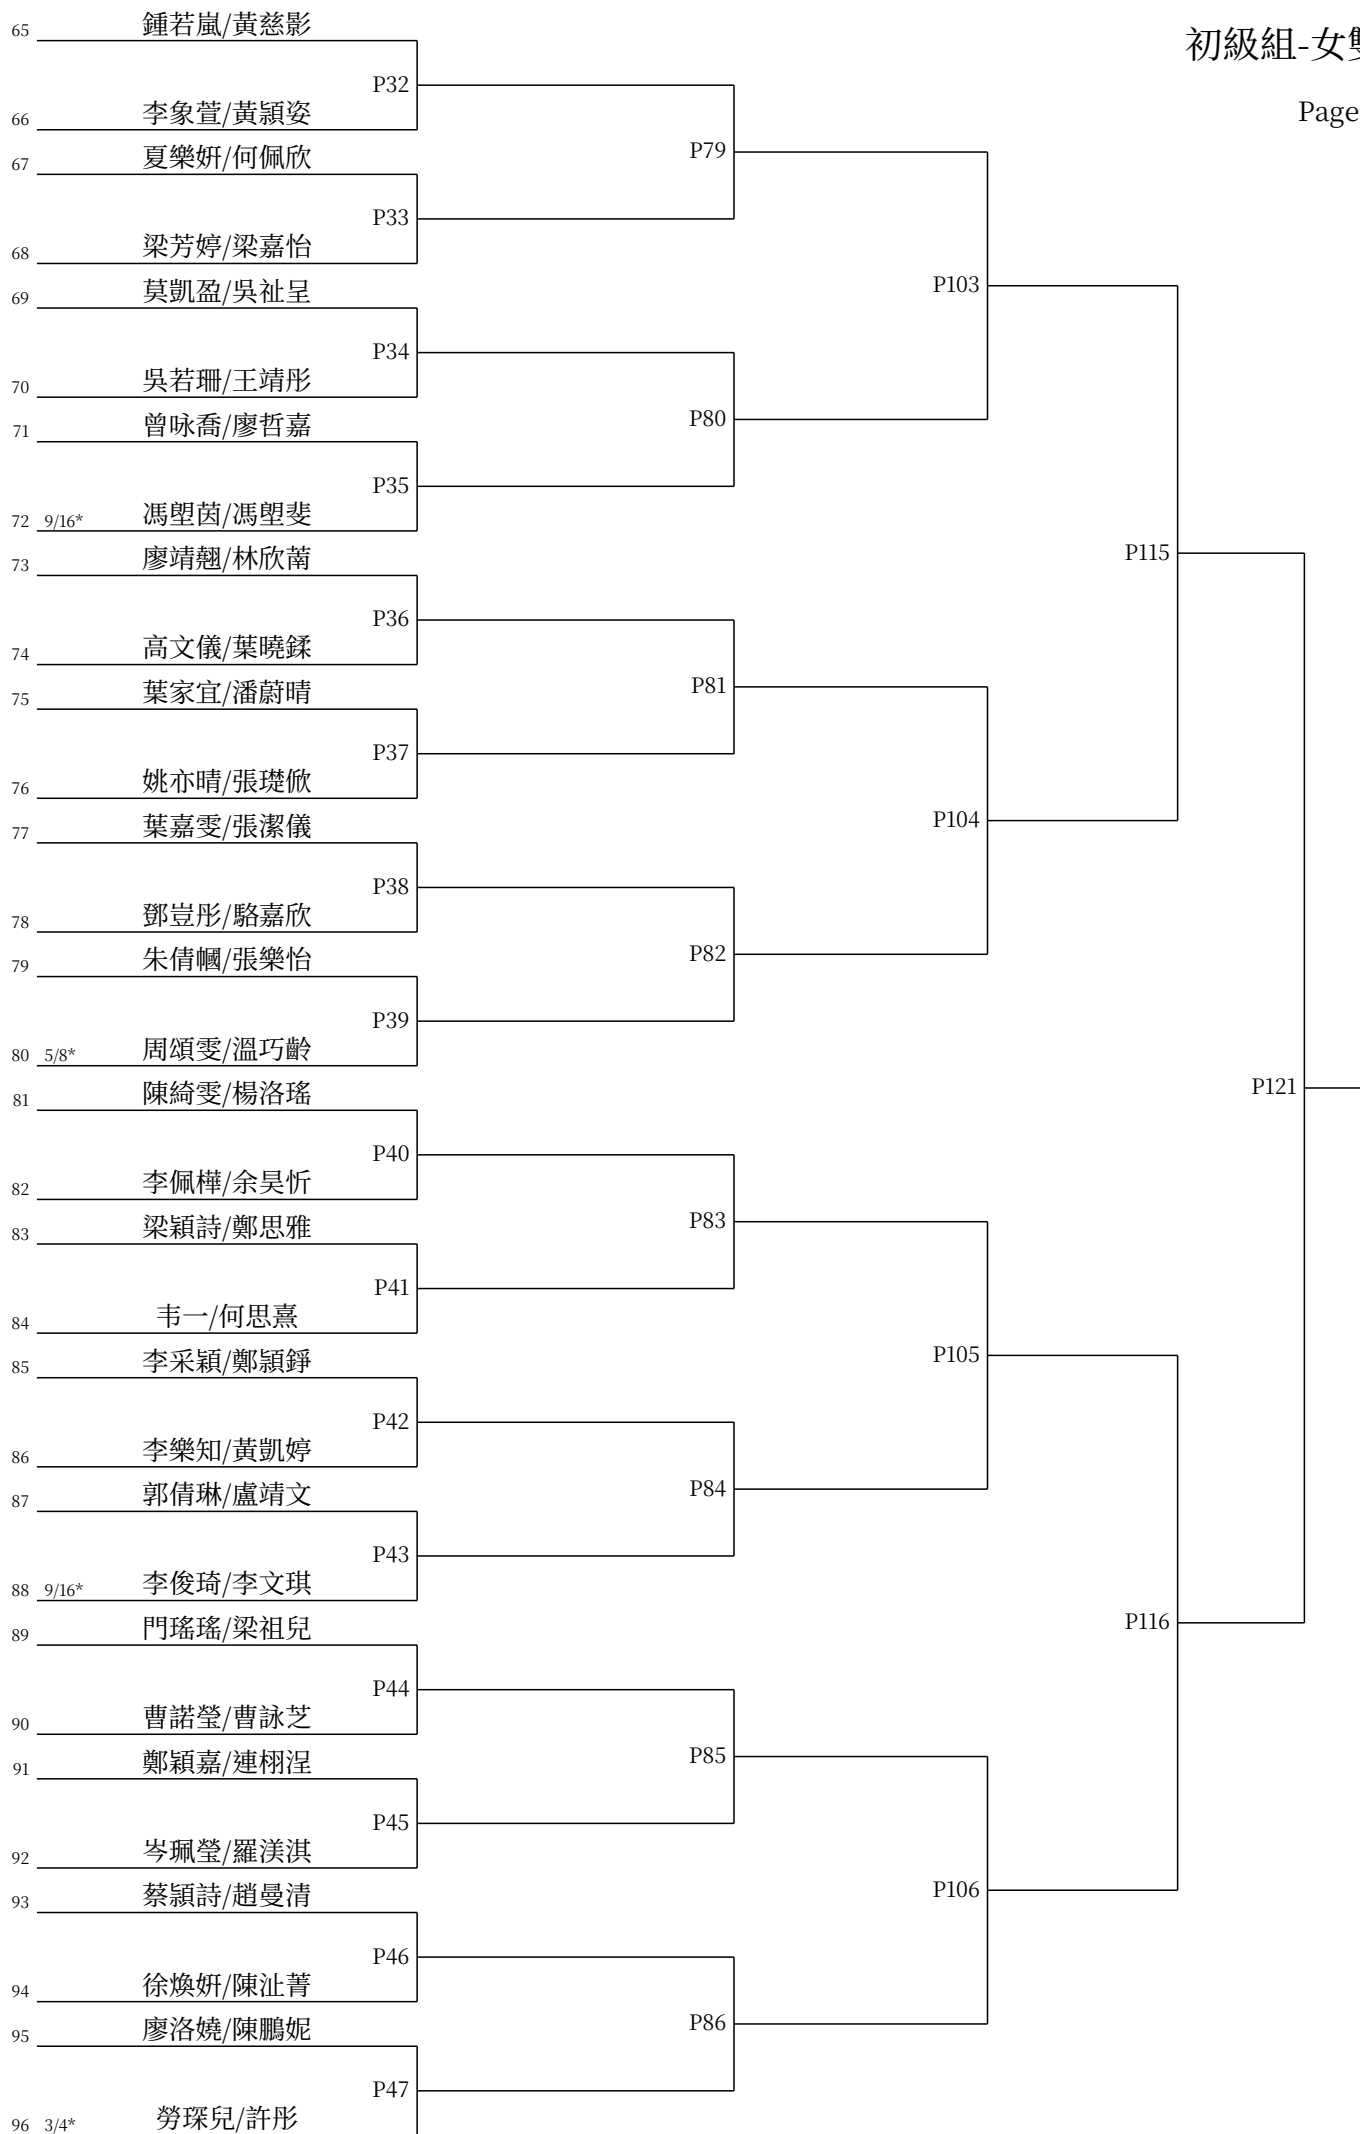 初級組-女雙
Page
65 鍾若嵐/黃慈影
P32
66 李象萱/黃頴姿
67 夏樂妍/何佩欣
P79
P33
68 梁芳婷/梁嘉怡
69 莫凱盈/吳祉呈
P103
P34
70 吳若珊/王靖彤
71 曾咏喬/廖哲嘉
P80
P35
72 9/16* 馮塱茵/馮塱斐
73 廖靖翹/林欣萳
P115
P36
74 高文儀/葉曉鍒
75 葉家宜/潘蔚晴
P81
P37
76 姚亦晴/張璴俽
77 葉嘉雯/張潔儀
P104
P38
78 鄧豈彤/駱嘉欣
79 朱倩幗/張樂怡
P82
P39
80 5/8* 周頌雯/溫巧齡
81 陳綺雯/楊洛瑤
P121
P40
82 李佩樺/余昊忻
83 梁穎詩/鄭思雅
P83
P41
84 韦一/何思熹
85 李采穎/鄭頴錚
P105
P42
86 李樂知/黃凱婷
87 郭倩琳/盧靖文
P84
P43
88 9/16* 李俊琦/李文琪
89 門瑤瑤/梁祖兒
P116
P44
90 曹諾瑩/曹詠芝
91 鄭穎嘉/連栩浧
P85
P45
92 岑珮瑩/羅渼淇
93 蔡頴詩/趙曼清
P106
P46
94 徐煥妍/陳沚菁
95 廖洛嬈/陳鵬妮
P86
P47
96 3/4* 勞琛兒/許彤